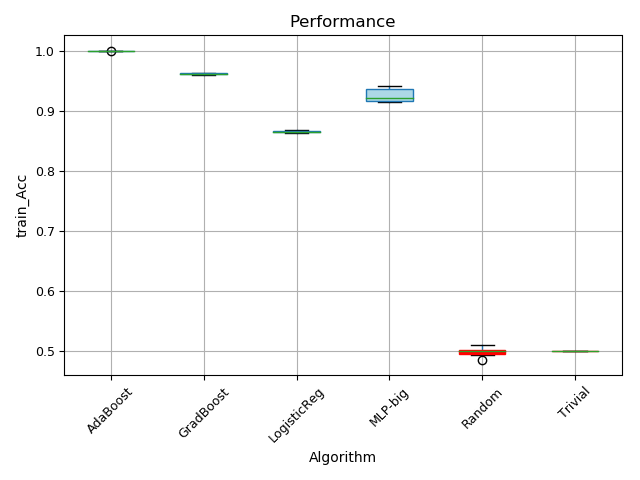 Performance
train_Acc
1.0
0.9
0.8
0.7
0.6
0.5
AdaBoost
GradBoost
LogisticReg
MLP-big
Random
Trivial
Algorithm